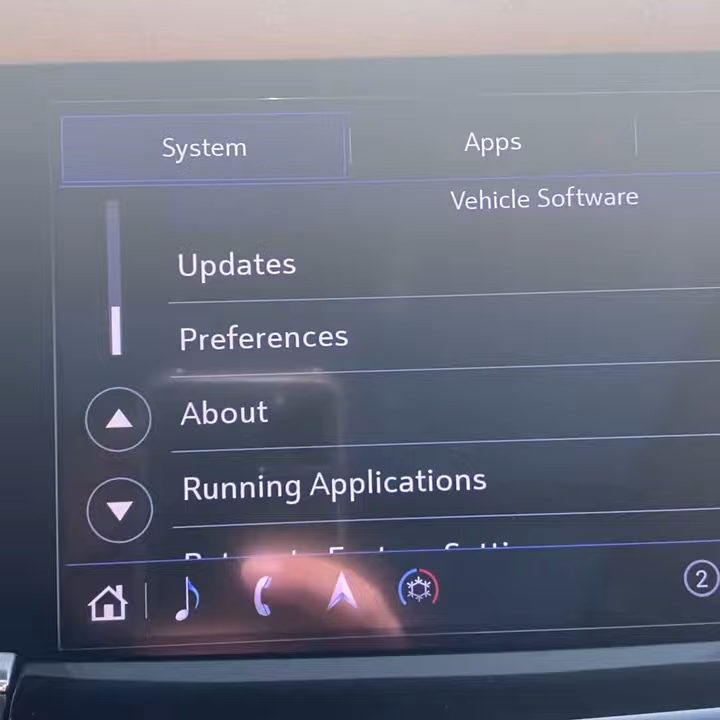 System
Apps
Vehicle Software
Updates
Preferences
About
Running Applications
2